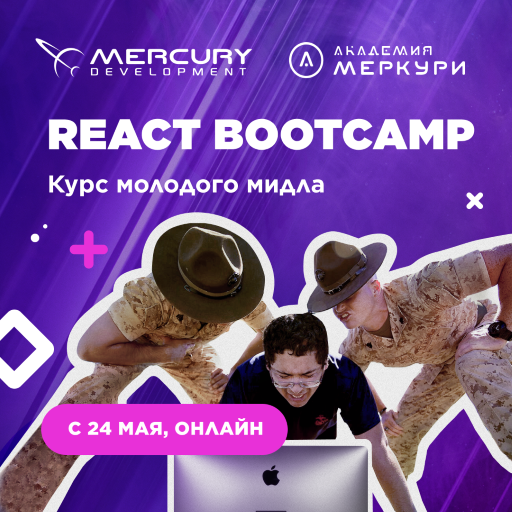 MERCURY
DEVELOPMENT
АКАДЕМИЯ
МЕРКУРИ
REACT BOOTCAMP
Курс молодого мидла
С 24 МАЯ, ОНЛАЙН